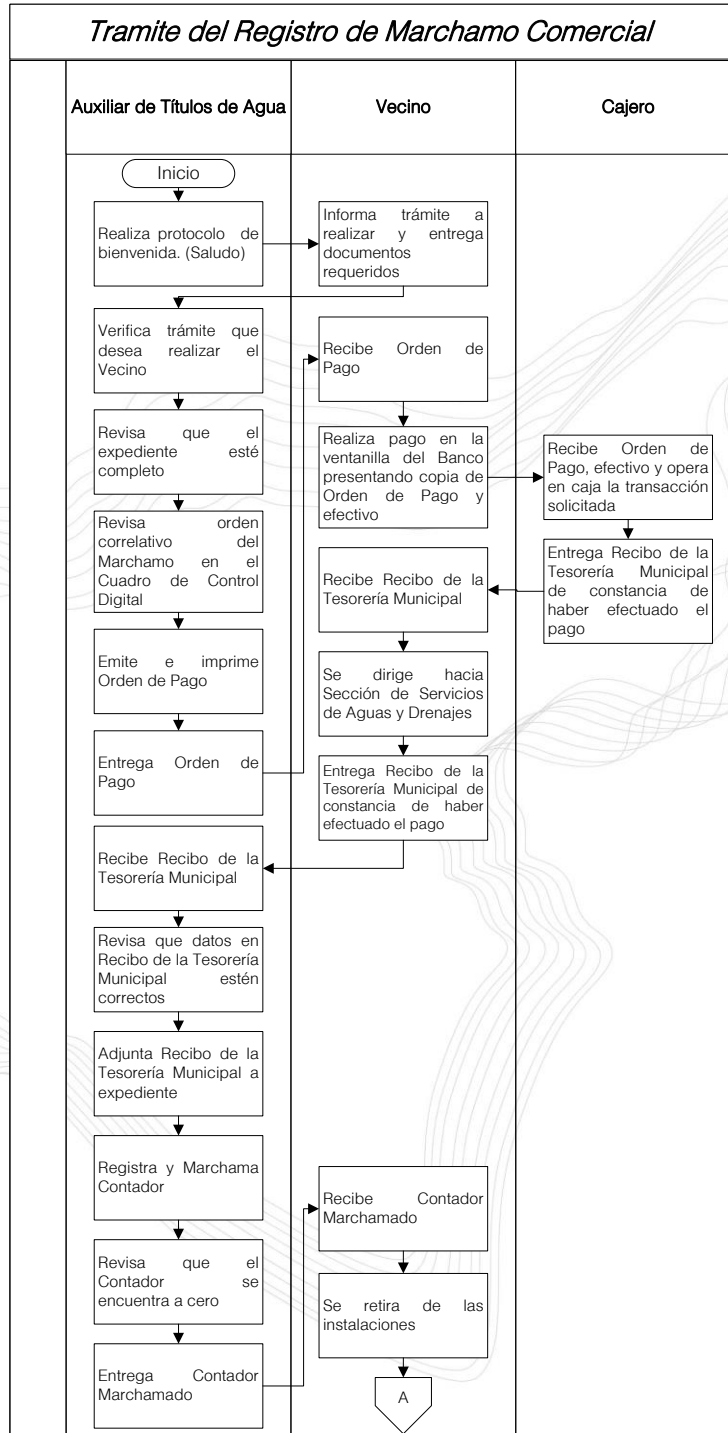 Tramite del Registro de Marchamo Comercial
Auxiliar de Títulos de Agua
Vecino
Cajero
Inicio
Realiza protocolo de
bienvenida. (Saludo)
Informa trámite a
realizar y entrega
documentos
requeridos
Verifica trámite que
desea realizar el
Vecino
Revisa que el
expediente esté
completo
Revisa orden
correlativo del
Marchamo en el
Cuadro de Control
Digital
Emite e imprime
Orden de Pago
Entrega Orden de
Pago
Recibe Orden de
Pago
Realiza pago en la
ventanilla del Banco
presentando copia de
Orden de Pago y
efectivo
Recibe Orden de
Pago, efectivo y opera
en caja la transacción
solicitada
Entrega Recibo de la
Tesorería Municipal
de constancia de
haber efectuado el
pago
Recibe Recibo de la
Tesorería Municipal
Se dirige hacia
Sección de Servicios
de Aguas y Drenajes
Entrega Recibo de la
Tesorería Municipal de
constancia de haber
efectuado el pago
Recibe Recibo de la
Tesorería Municipal
Revisa que datos en
Recibo de la Tesorería
Municipal estén
correctos
Adjunta Recibo de la
Tesorería Municipal a
expediente
Registra y Marchama
Contador
Revisa que el
Contador se
encuentra a cero
Entrega Contador
Marchamado
Recibe Contador
Marchamado
Se retira de las
instalaciones
A